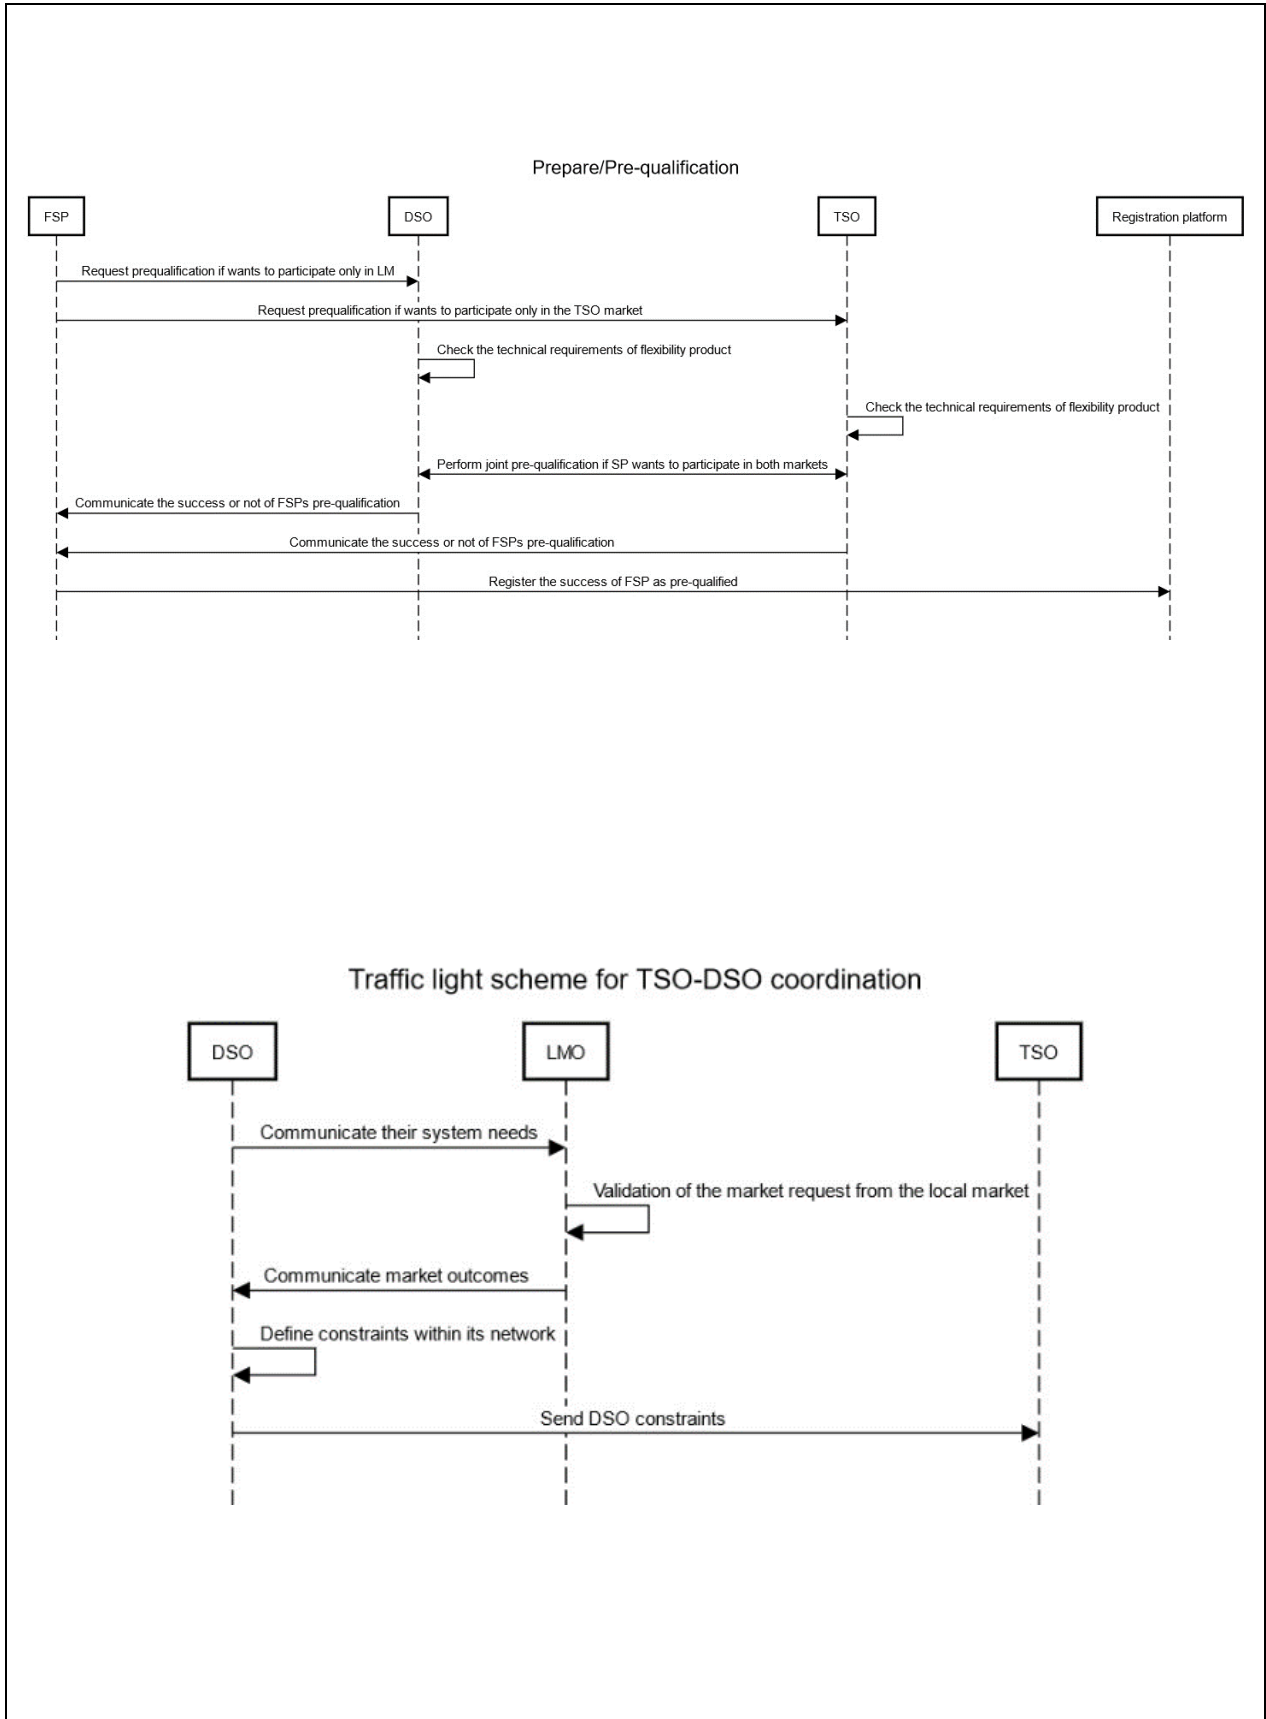 Prepare/Pre-qualification
FSP
DSO
TSO
Registration platform
Request prequalification if wants to participate only in LM
Request prequalification if wants to participate only in the TSO market
Check the technical requirements of flexibility product
Check the technical requirements of flexibility product
Perform joint pre-qualification if SP wants to participate in both markets
Communicate the success or not of FSPs pre-qualification
Communicate the success or not of FSPs pre-qualification
Register the success of FSP as pre-qualified
Traffic light scheme for TSO-DSO coordination
DSO
LMO
TSO
Communicate their system needs
Validation of the market request from the local market
Communicate market outcomes
Define constraints within its network
Send DSO constraints